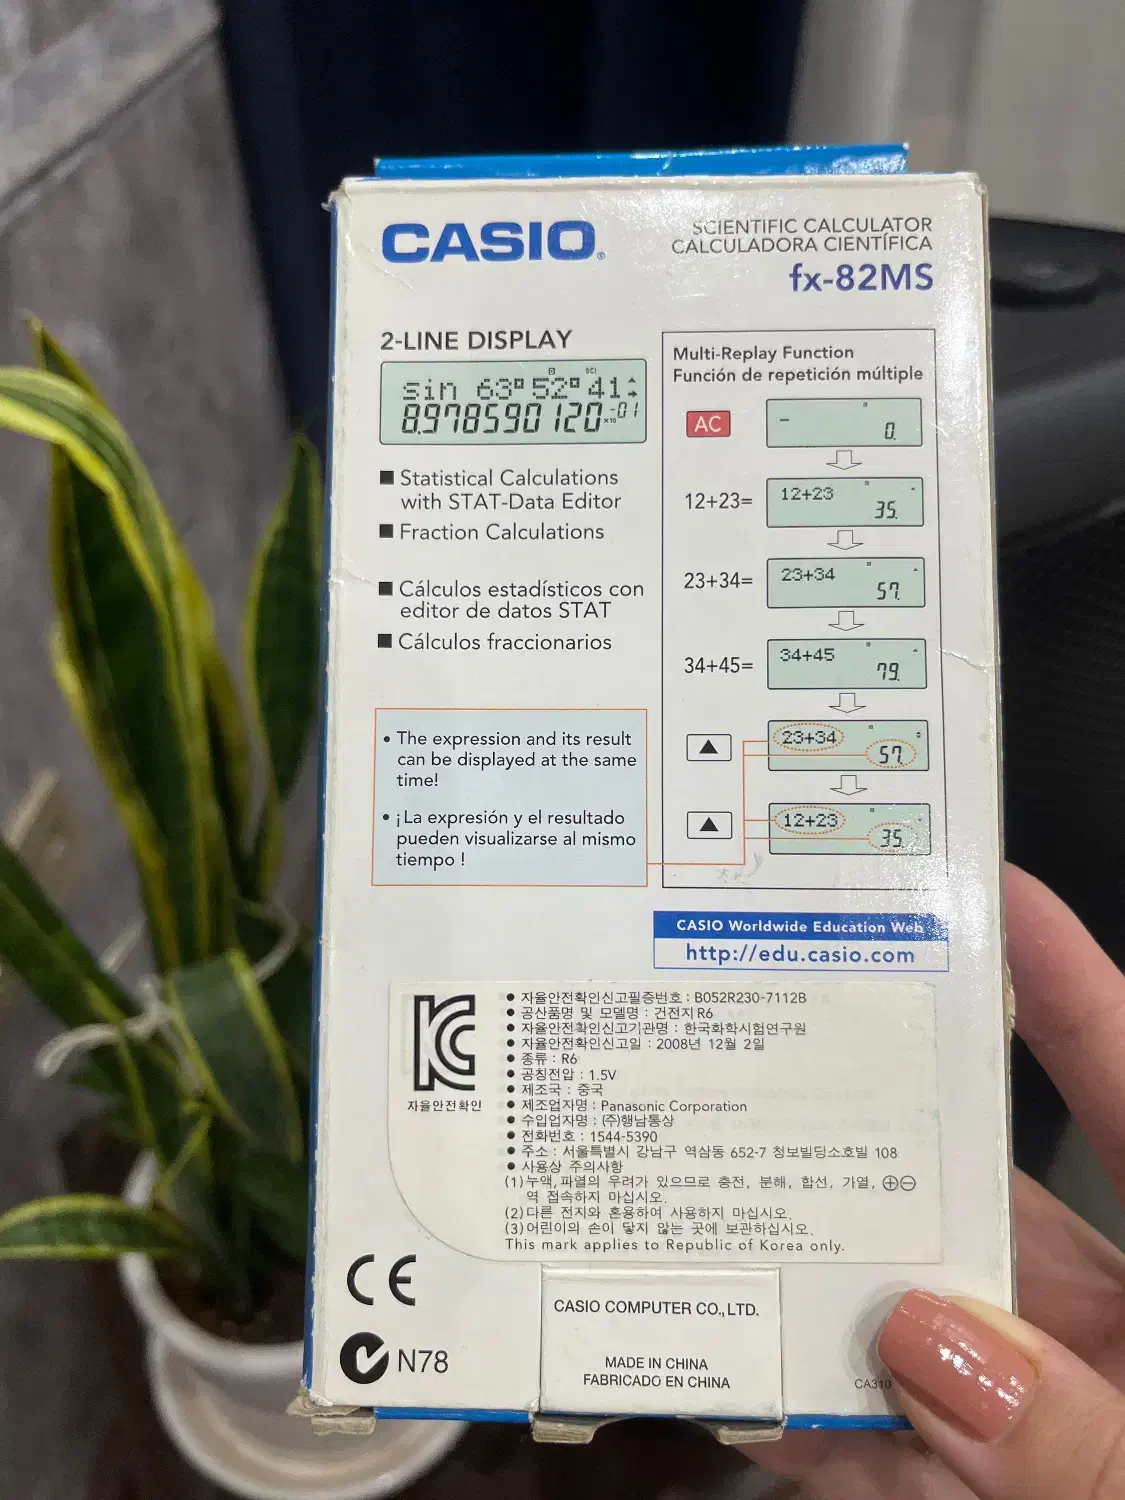 CASIO®
SCIENTIFIC CALCULATOR
CALCULADORA CIENTÍFICA
fx-82MS
2-LINE DISPLAY
D SCI
sin 63°52°41
8.978590120×10-01
■ Statistical Calculations
with STAT-Data Editor
■ Fraction Calculations
■ Cálculos estadísticos con
editor de datos STAT
■ Cálculos fraccionarios
• The expression and its result
can be displayed at the same
time!
• ¡La expresión y el resultado
pueden visualizarse al mismo
tiempo !
Multi-Replay Function
Función de repetición múltiple
AC
0.
12+23=
12+23
35.
23+34=
23+34
57.
34+45=
34+45
79.
▲
23+34
57.
▲
12+23
35.
CASIO Worldwide Education Web
http://edu.casio.com
KC
자율안전확인
● 자율안전확인신고필증번호 : B052R230-7112B
● 공산품명 및 모델명 : 건전지 R6
● 자율안전확인신고기관명 : 한국화학시험연구원
● 자율안전확인신고일 : 2008년 12월 2일
● 종류 : R6
● 공칭전압 : 1.5V
● 제조국 : 중국
● 제조업자명 : Panasonic Corporation
● 수입업자명 : (주)행남통상
● 전화번호 : 1544-5390
● 주소 : 서울특별시 강남구 역삼동 652-7 청보빌딩소호빌 108
● 사용상 주의사항
(1)누액,파열의 우려가 있으므로 충전, 분해, 합선, 가열, ⊕⊖
역 접속하지 마십시오.
(2)다른 전지와 혼용하여 사용하지 마십시오.
(3)어린이의 손이 닿지 않는 곳에 보관하십시오.
This mark applies to Republic of Korea only.
CE
N78
CASIO COMPUTER CO.,LTD.
MADE IN CHINA
FABRICADO EN CHINA
CA310